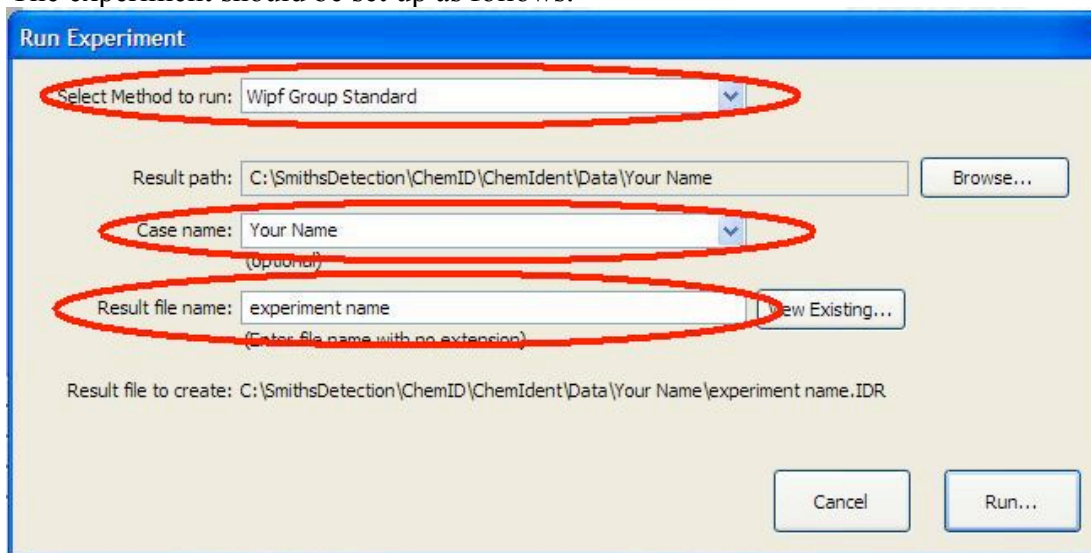 The experiment should be set up as follows:
Run Experiment
Select Method to run: Wipf Group Standard
Result path: C:\SmithsDetection\ChemID\ChemIdent\Data\Your Name Browse...
Case name: Your Name
(optional)
Result file name: experiment name View Existing...
(Enter file name with no extension)
Result file to create: C:\SmithsDetection\ChemID\ChemIdent\Data\Your Name\experiment name.IDR
Cancel Run...